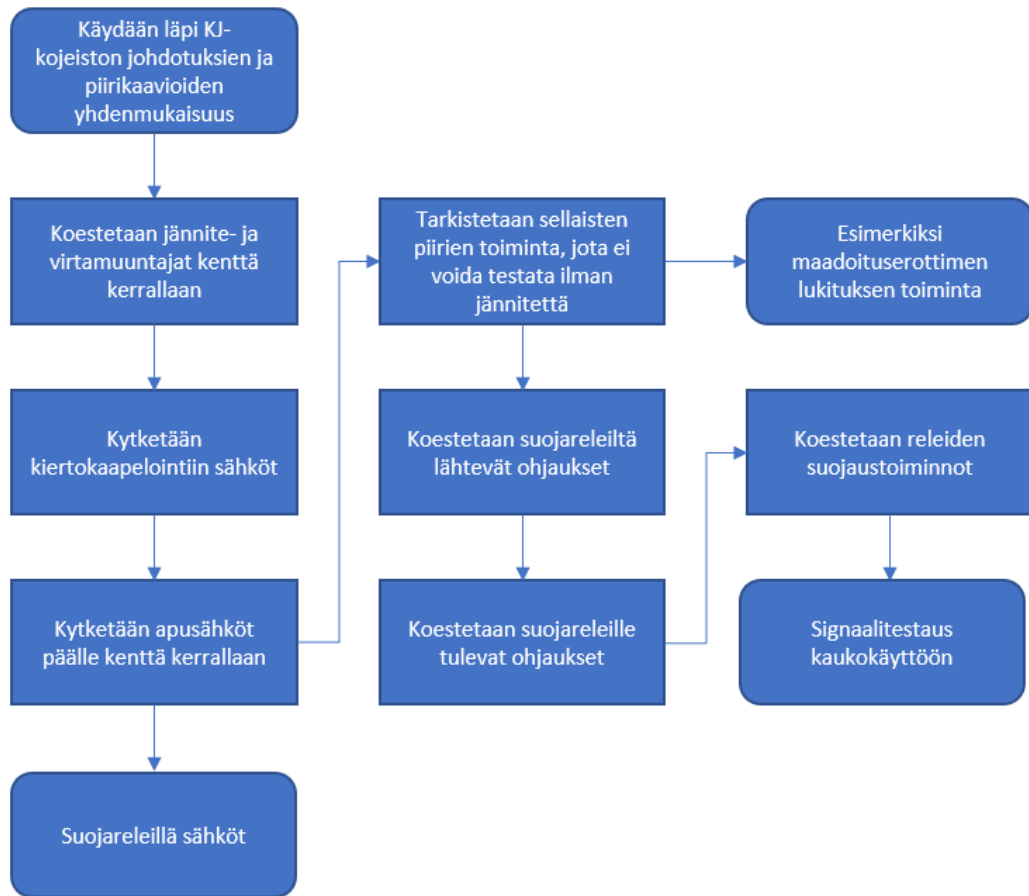 Käydään läpi KJ-
kojeiston johdotuksien ja
piirikaavioiden
yhdenmukaisuus
Koestetaan jännite- ja
virtamuuntajat kenttä
kerrallaan
Kytketään
kiertokaapelointiin sähköt
Kytketään apusähköt
päälle kenttä kerrallaan
Suojareleillä sähköt
Tarkistetaan sellaisten
piirien toiminta, jota ei
voida testata ilman
jännitettä
Esimerkiksi
maadoituserottimen
lukituksen toiminta
Koestetaan suojareleiltä
lähtevät ohjaukset
Koestetaan suojareleille
tulevat ohjaukset
Koestetaan releiden
suojaustoiminnot
Signaalitestaus
kaukokäyttöön